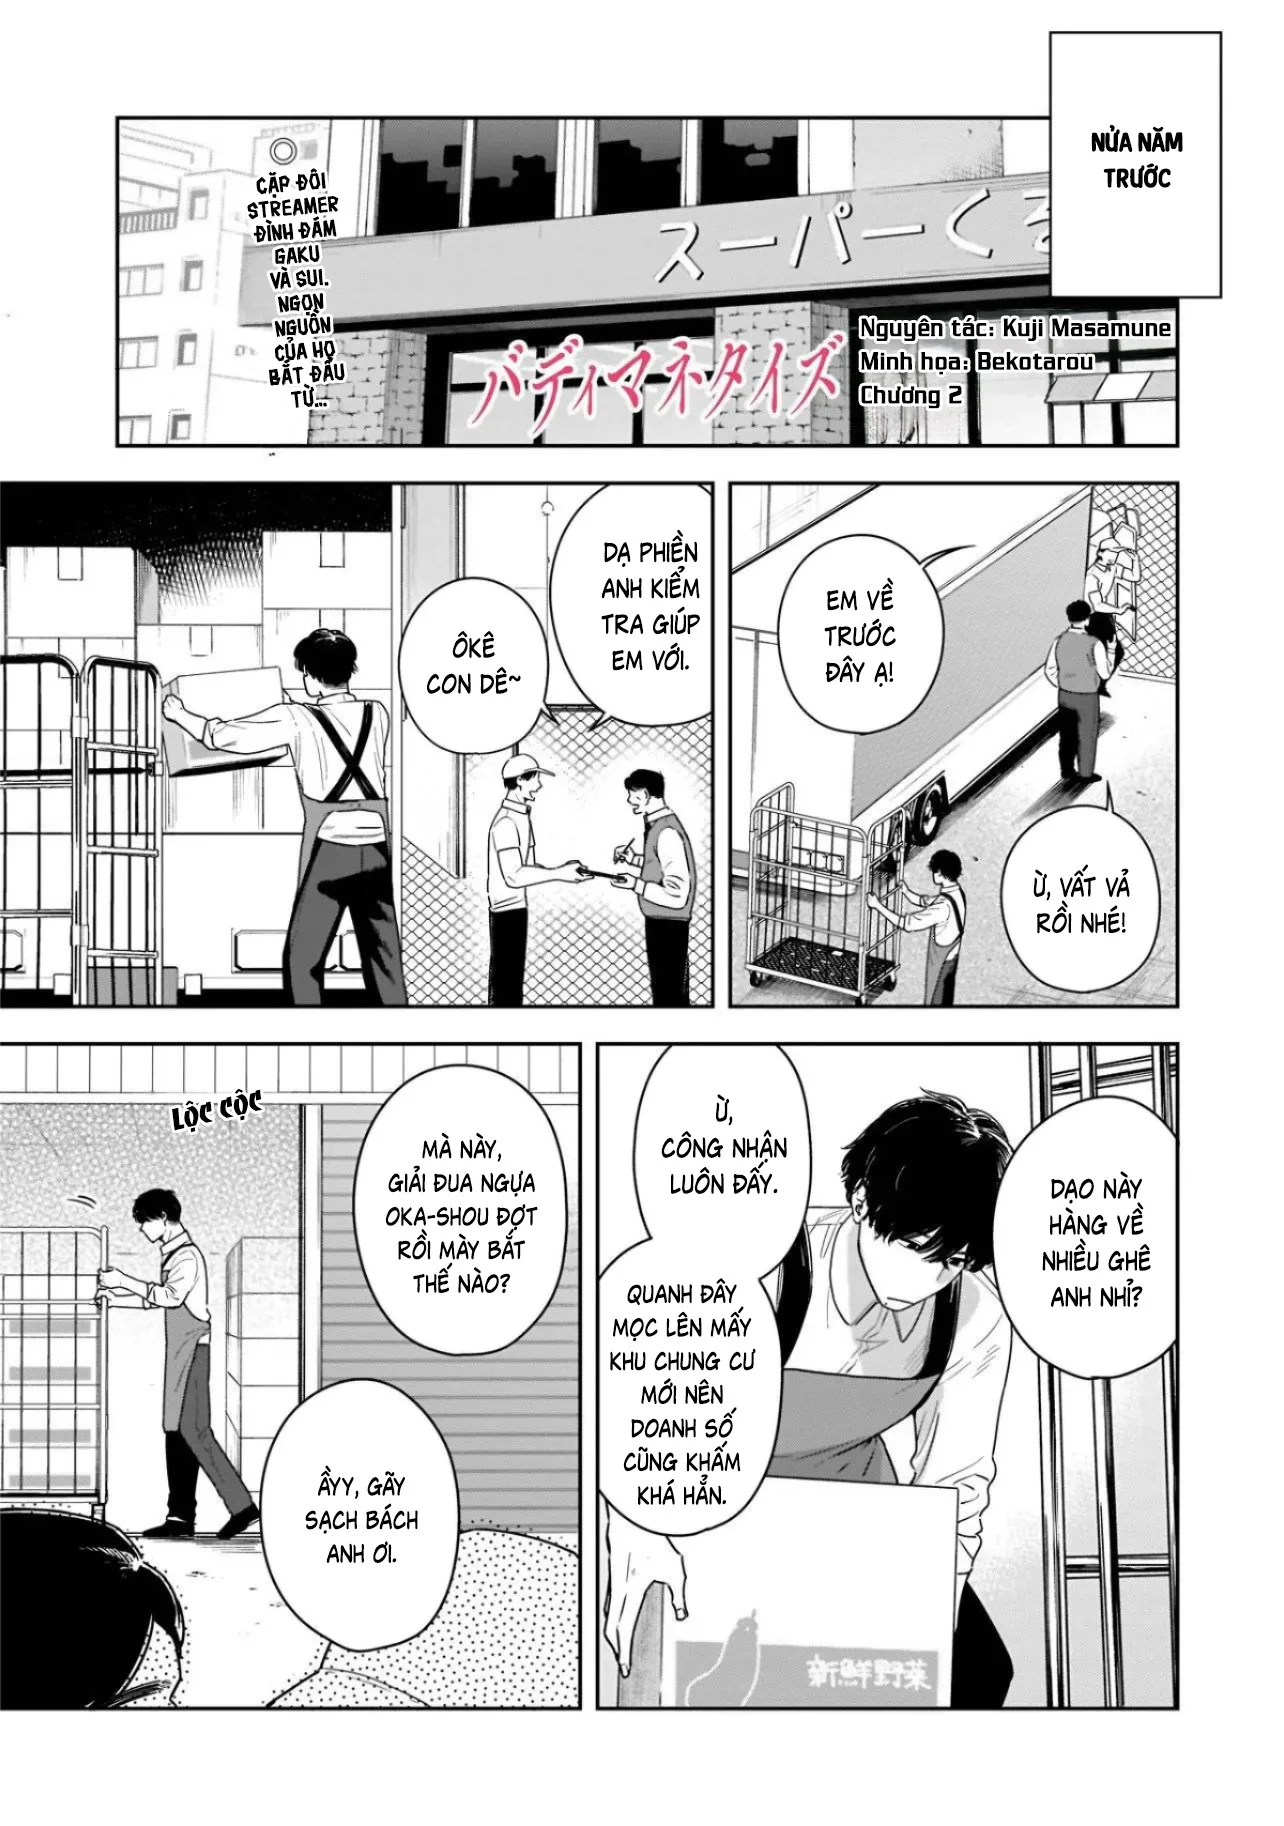 NỬA NĂM
TRƯỚC
スーパーくる
CẶP ĐÔI
STREAMER
ĐÌNH ĐÁM
GAKU
VÀ SUI.
NGỌN
NGUỒN
CỦA HỌ
BẮT ĐẦU
TỪ...
バディマネタイズ
Nguyên tác: Kuji Masamune
Minh họa: Bekotarou
Chương 2
EM VỀ
TRƯỚC
ĐÂY Ạ!
Ừ, VẤT VẢ
RỒI NHÉ!
DẠ PHIỀN
ANH KIỂM
TRA GIÚP
EM VỚI.
ÔKÊ
CON DÊ~
DẠO NÀY
HÀNG VỀ
NHIỀU GHÊ
ANH NHỈ?
Ừ,
CÔNG NHẬN
LUÔN ĐẤY.
QUANH ĐÂY
MỌC LÊN MẤY
KHU CHUNG CƯ
MỚI NÊN
DOANH SỐ
CŨNG KHẤM
KHÁ HẲN.
新鮮野菜
MÀ NÀY,
GIẢI ĐUA NGỰA
OKA-SHOU ĐỢT
RỒI MÀY BẮT
THẾ NÀO?
LỘC CỘC
ẦYY, GÃY
SẠCH BÁCH
ANH ƠI.